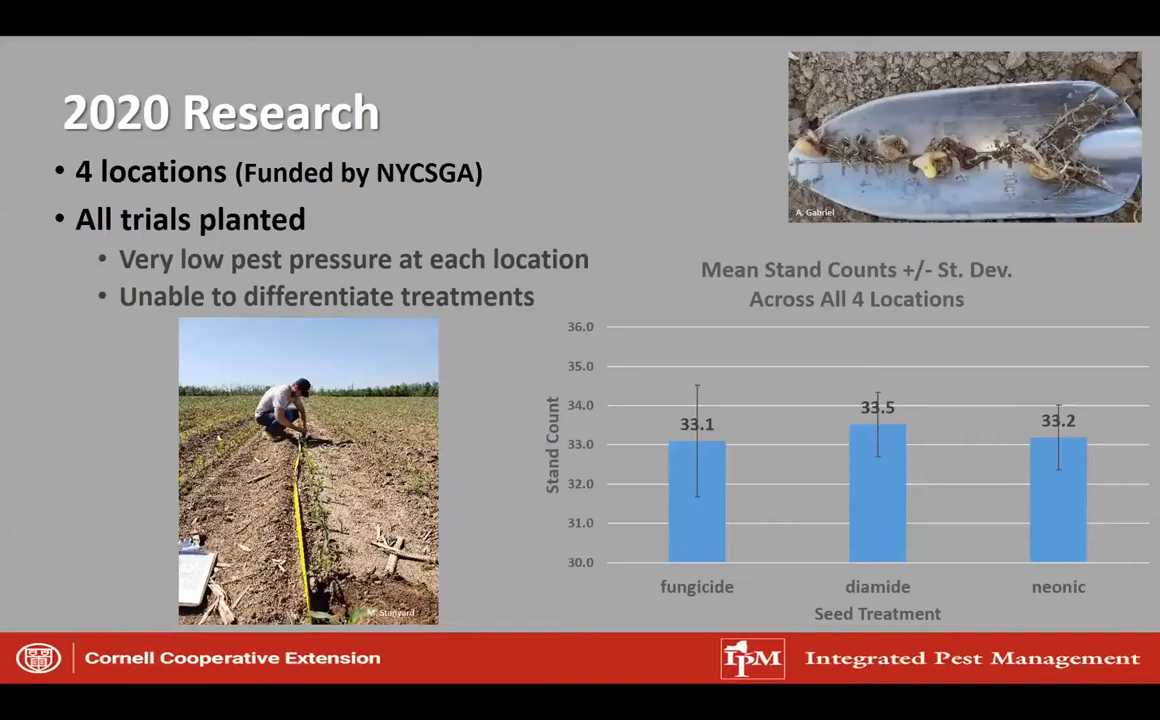 2020 Research
• 4 locations (Funded by NYCSGA)
• All trials planted
• Very low pest pressure at each location
• Unable to differentiate treatments
A. Gabriel
M. Stanyard
Mean Stand Counts +/- St. Dev.
Across All 4 Locations
36.0
35.0
34.0
33.0
32.0
31.0
30.0
Stand Count
33.1
33.5
33.2
fungicide
diamide
neonic
Seed Treatment
Cornell Cooperative Extension
IPM
Integrated Pest Management